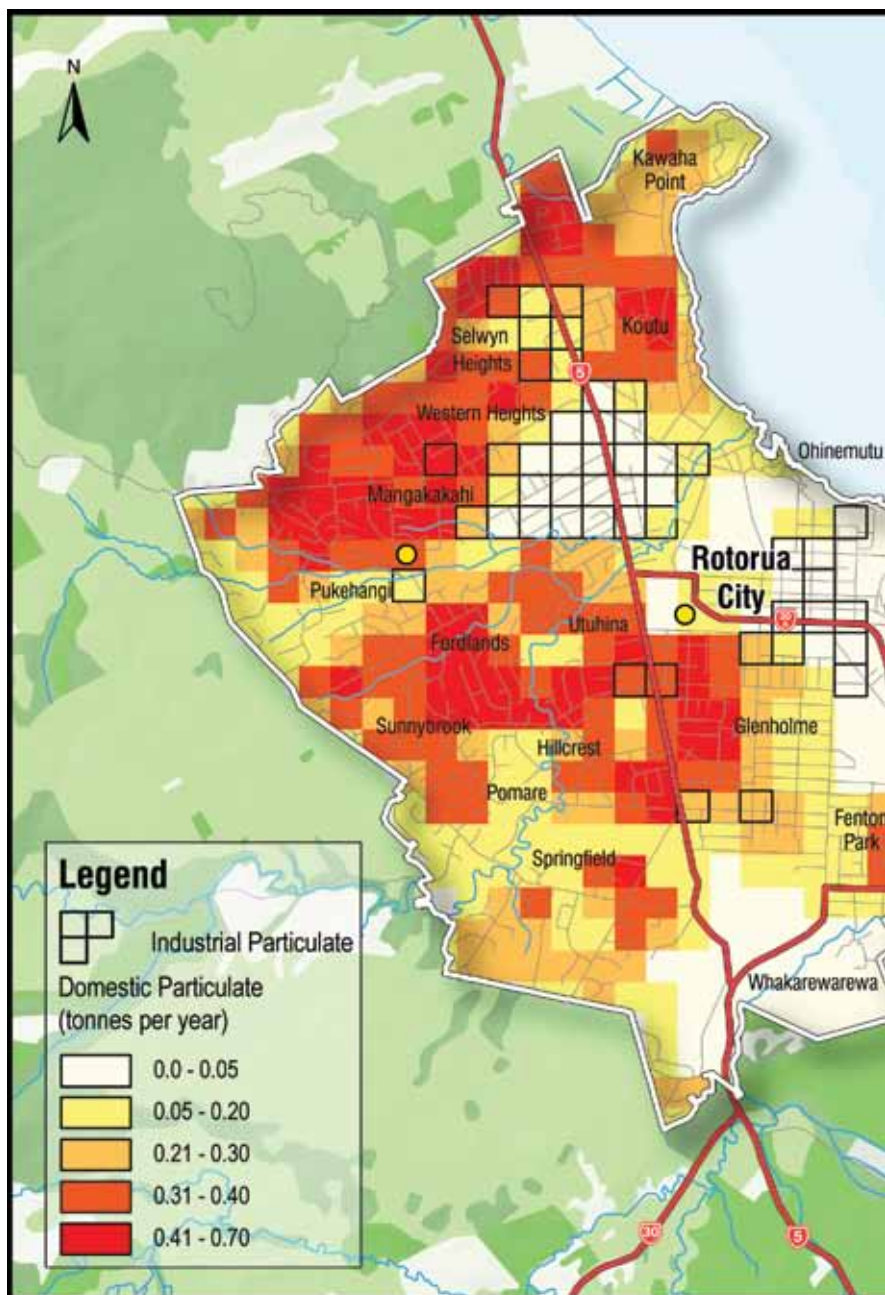 N
Kawaha
Point
Koutu
Selwyn
Heights
5
Western Heights
Ohinemutu
Mangakakahi
Rotorua
City
Pukehangi
Utuhina
Fordlands
Sunnybrook
Glenholme
Hillcrest
Pomare
Fenton
Park
Springfield
Whakarewarewa
30
5
Legend
Industrial Particulate
Domestic Particulate
(tonnes per year)
0.0 - 0.05
0.05 - 0.20
0.21 - 0.30
0.31 - 0.40
0.41 - 0.70